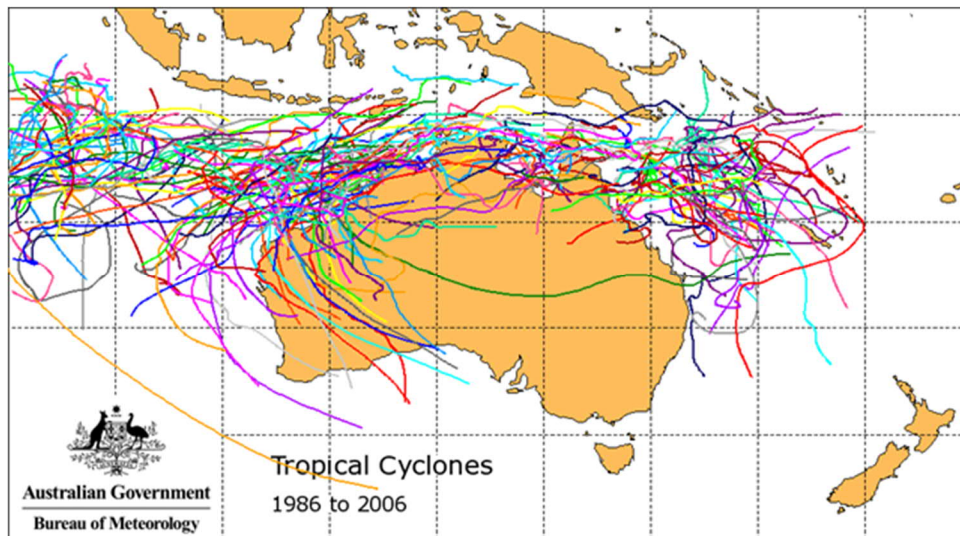 Australian Government
Bureau of Meteorology
Tropical Cyclones
1986 to 2006